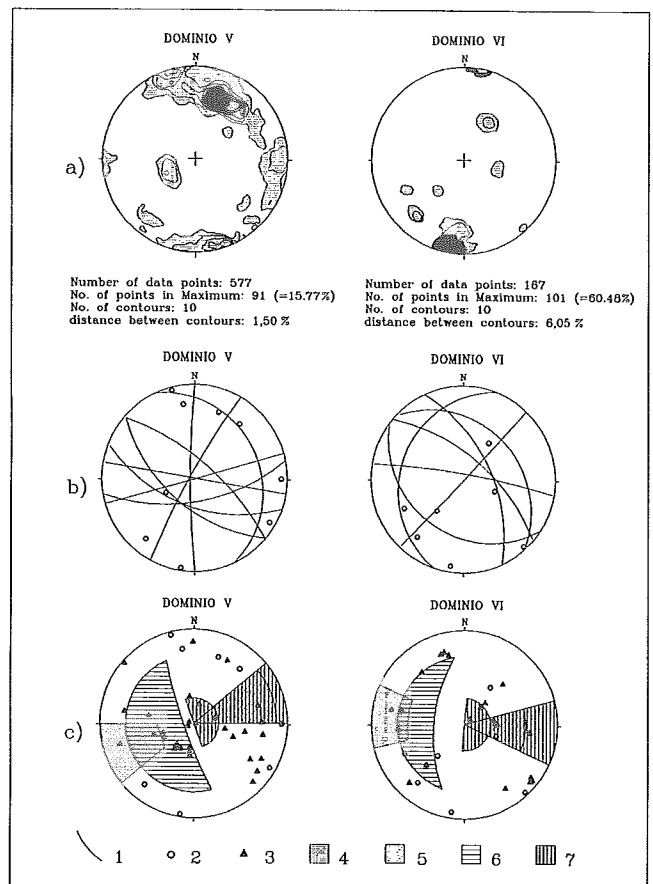 DOMINIO V
N
DOMINIO VI
N
a)
Number of data points: 577
No. of points in Maximum: 91 (=15.77%)
No. of contours: 10
distance between contours: 1,50 %
Number of data points: 167
No. of points in Maximum: 101 (=60.48%)
No. of contours: 10
distance between contours: 6,05 %
DOMINIO V
N
DOMINIO VI
N
b)
DOMINIO V
N
DOMINIO VI
N
c)
1 2 3 4 5 6 7